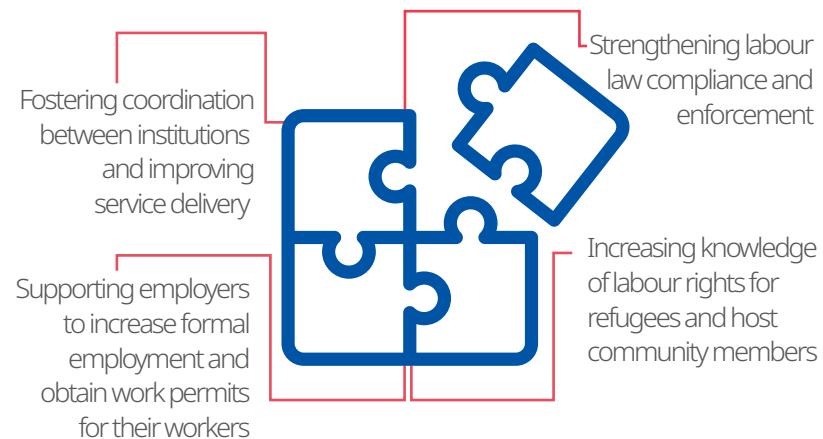 Fostering coordination
between institutions
and improving
service delivery
Strengthening labour
law compliance and
enforcement
Supporting employers
to increase formal
employment and
obtain work permits
for their workers
Increasing knowledge
of labour rights for
refugees and host
community members